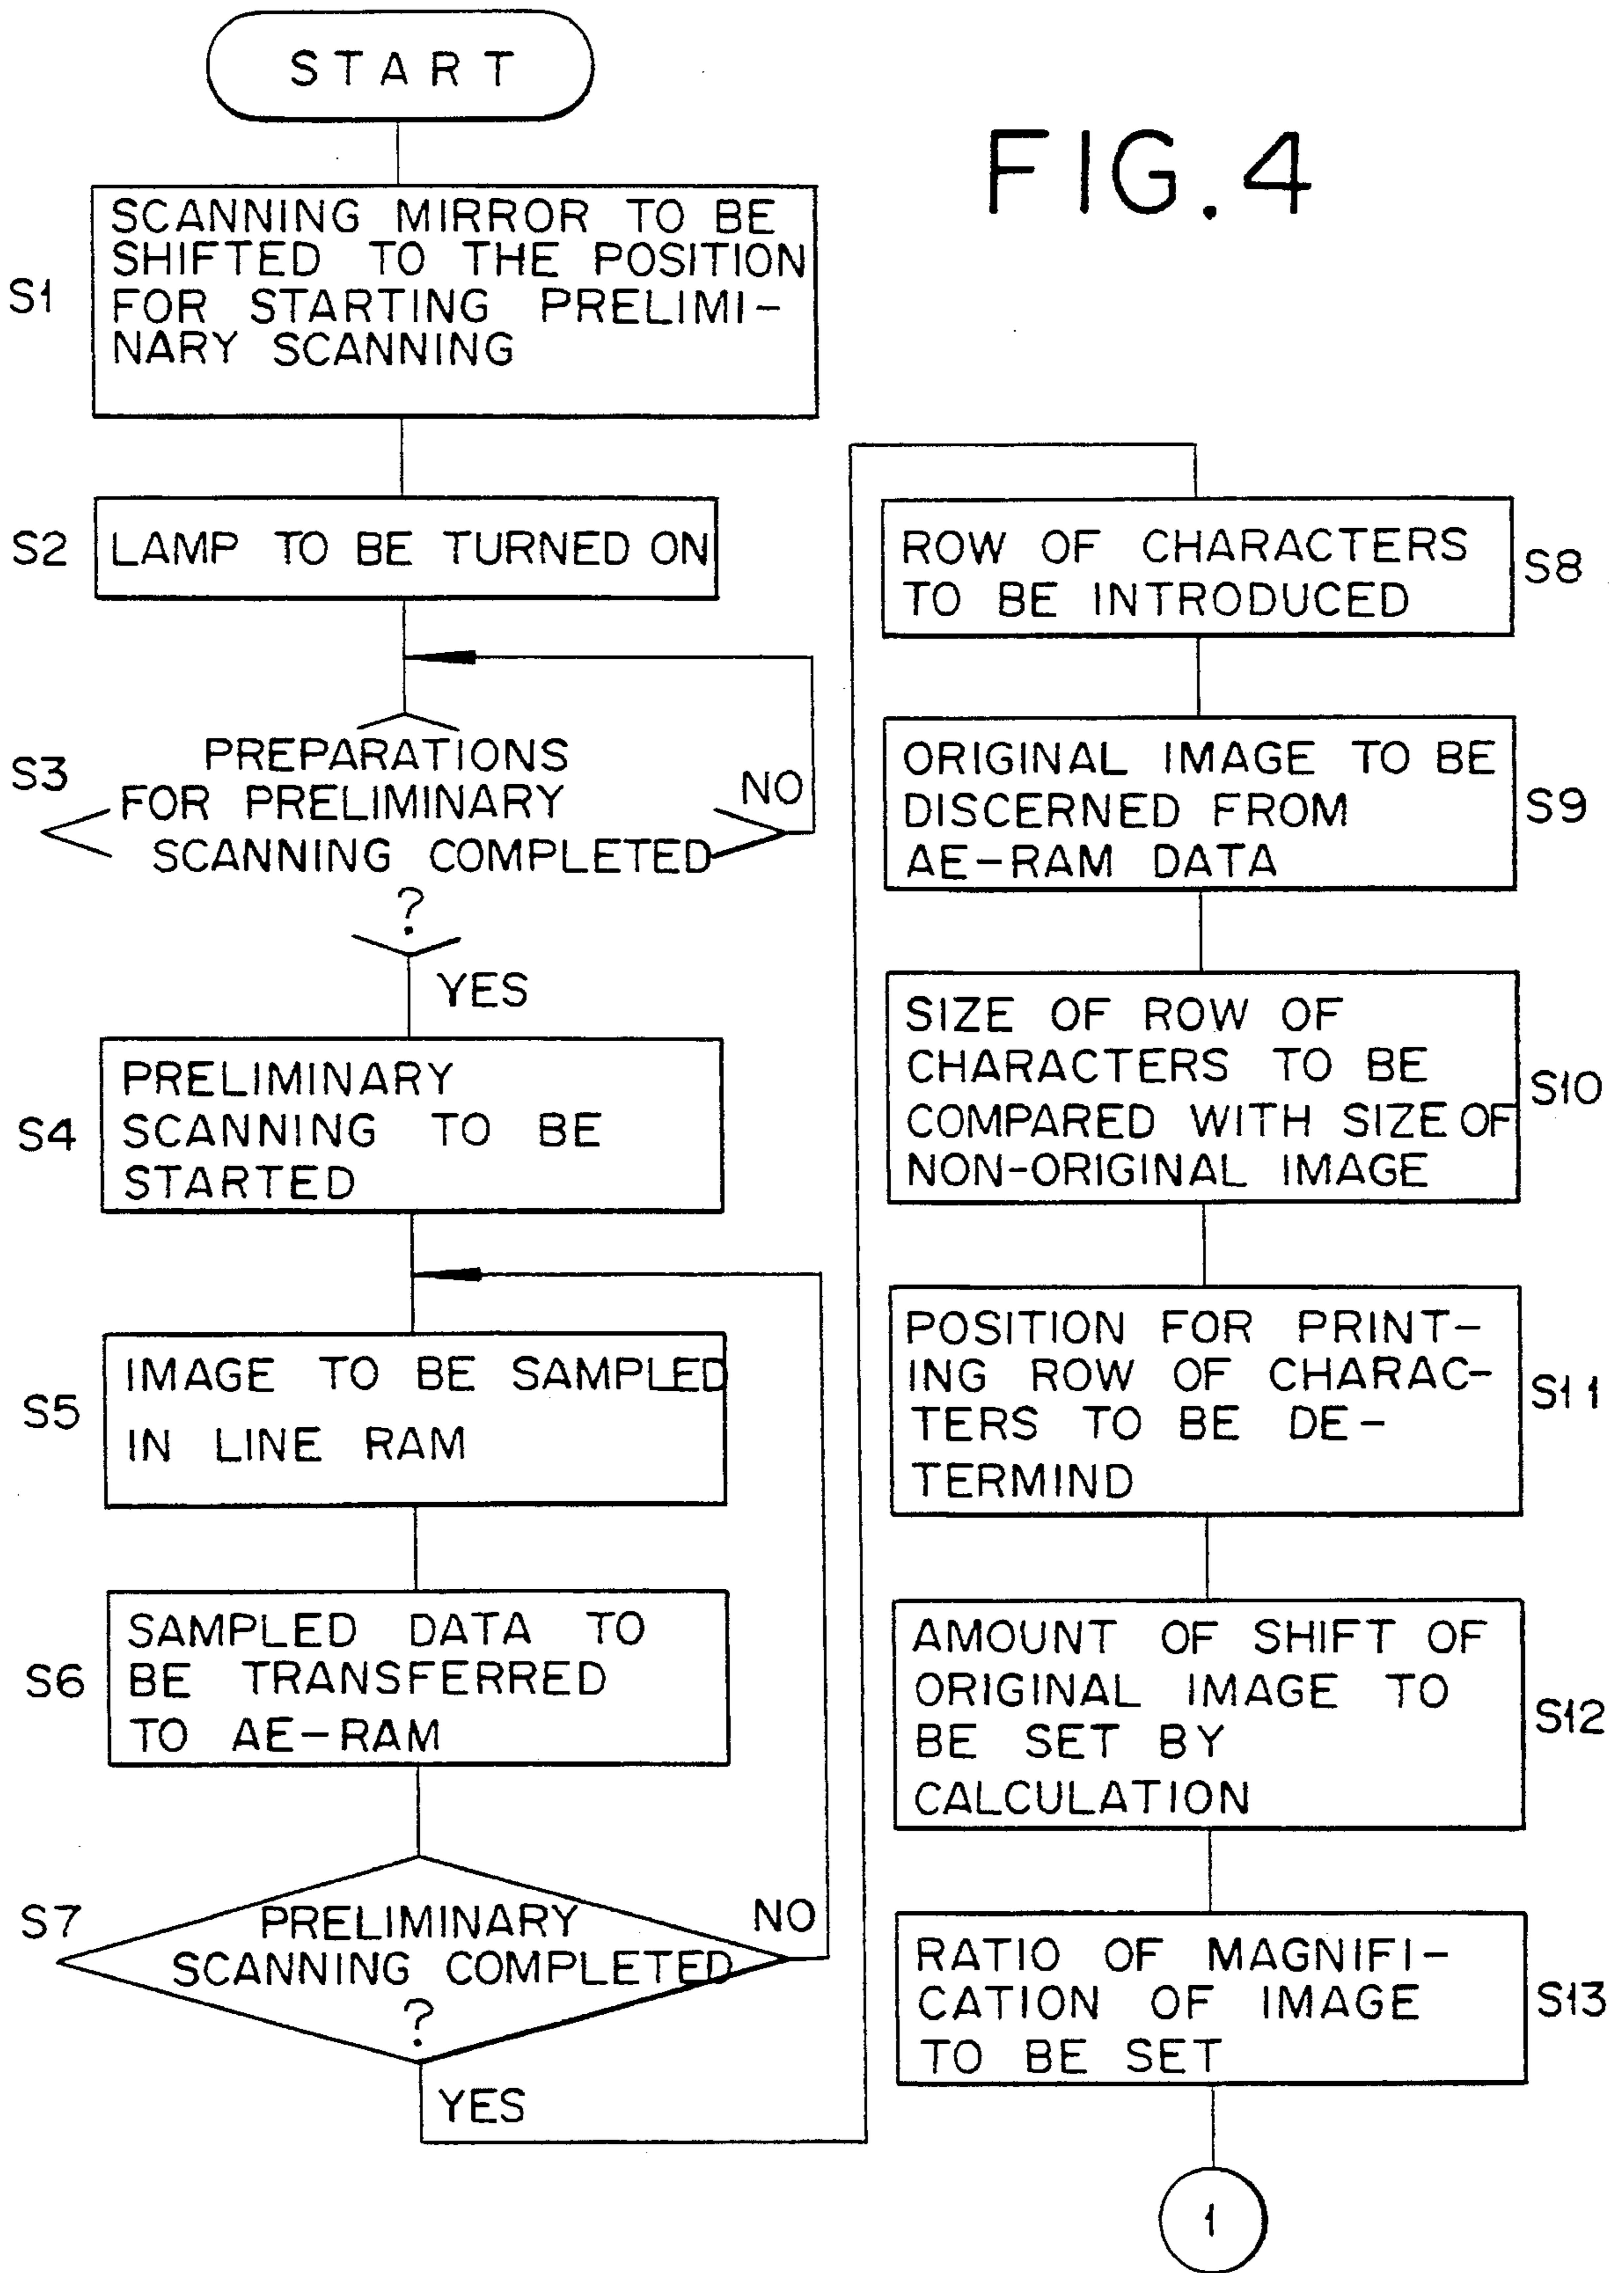 START
FIG.4
S1
SCANNING MIRROR TO BE
SHIFTED TO THE POSITION
FOR STARTING PRELIMI-
NARY SCANNING
S2
LAMP TO BE TURNED ON
S3
PREPARATIONS
FOR PRELIMINARY
SCANNING COMPLETED
?
NO
YES
S4
PRELIMINARY
SCANNING TO BE
STARTED
S5
IMAGE TO BE SAMPLED
IN LINE RAM
S6
SAMPLED DATA TO
BE TRANSFERRED
TO AE-RAM
S7
PRELIMINARY
SCANNING COMPLETED
?
NO
YES
ROW OF CHARACTERS
TO BE INTRODUCED
S8
ORIGINAL IMAGE TO BE
DISCERNED FROM
AE-RAM DATA
S9
SIZE OF ROW OF
CHARACTERS TO BE
COMPARED WITH SIZE OF
NON-ORIGINAL IMAGE
S10
POSITION FOR PRINT-
ING ROW OF CHARAC-
TERS TO BE DE-
TERMIND
S11
AMOUNT OF SHIFT OF
ORIGINAL IMAGE TO
BE SET BY
CALCULATION
S12
RATIO OF MAGNIFI-
CATION OF IMAGE
TO BE SET
S13
1